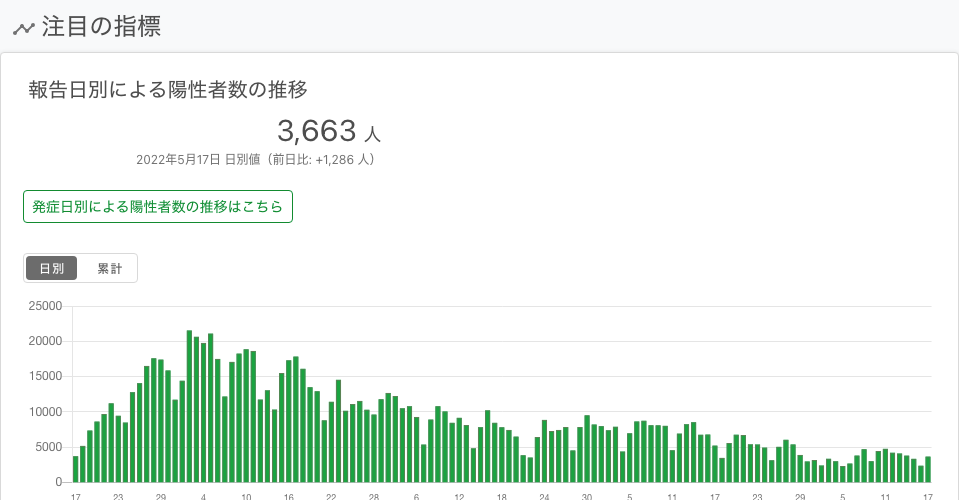 注目の指標
報告日別による陽性者数の推移
3,663 人
2022年5月17日 日別値（前日比: +1,286 人）
発症日別による陽性者数の推移はこちら
日別 累計
25000
20000
15000
10000
5000
0
17 23 29 4 10 16 22 28 6 12 18 24 30 5 11 17 23 29 5 11 17